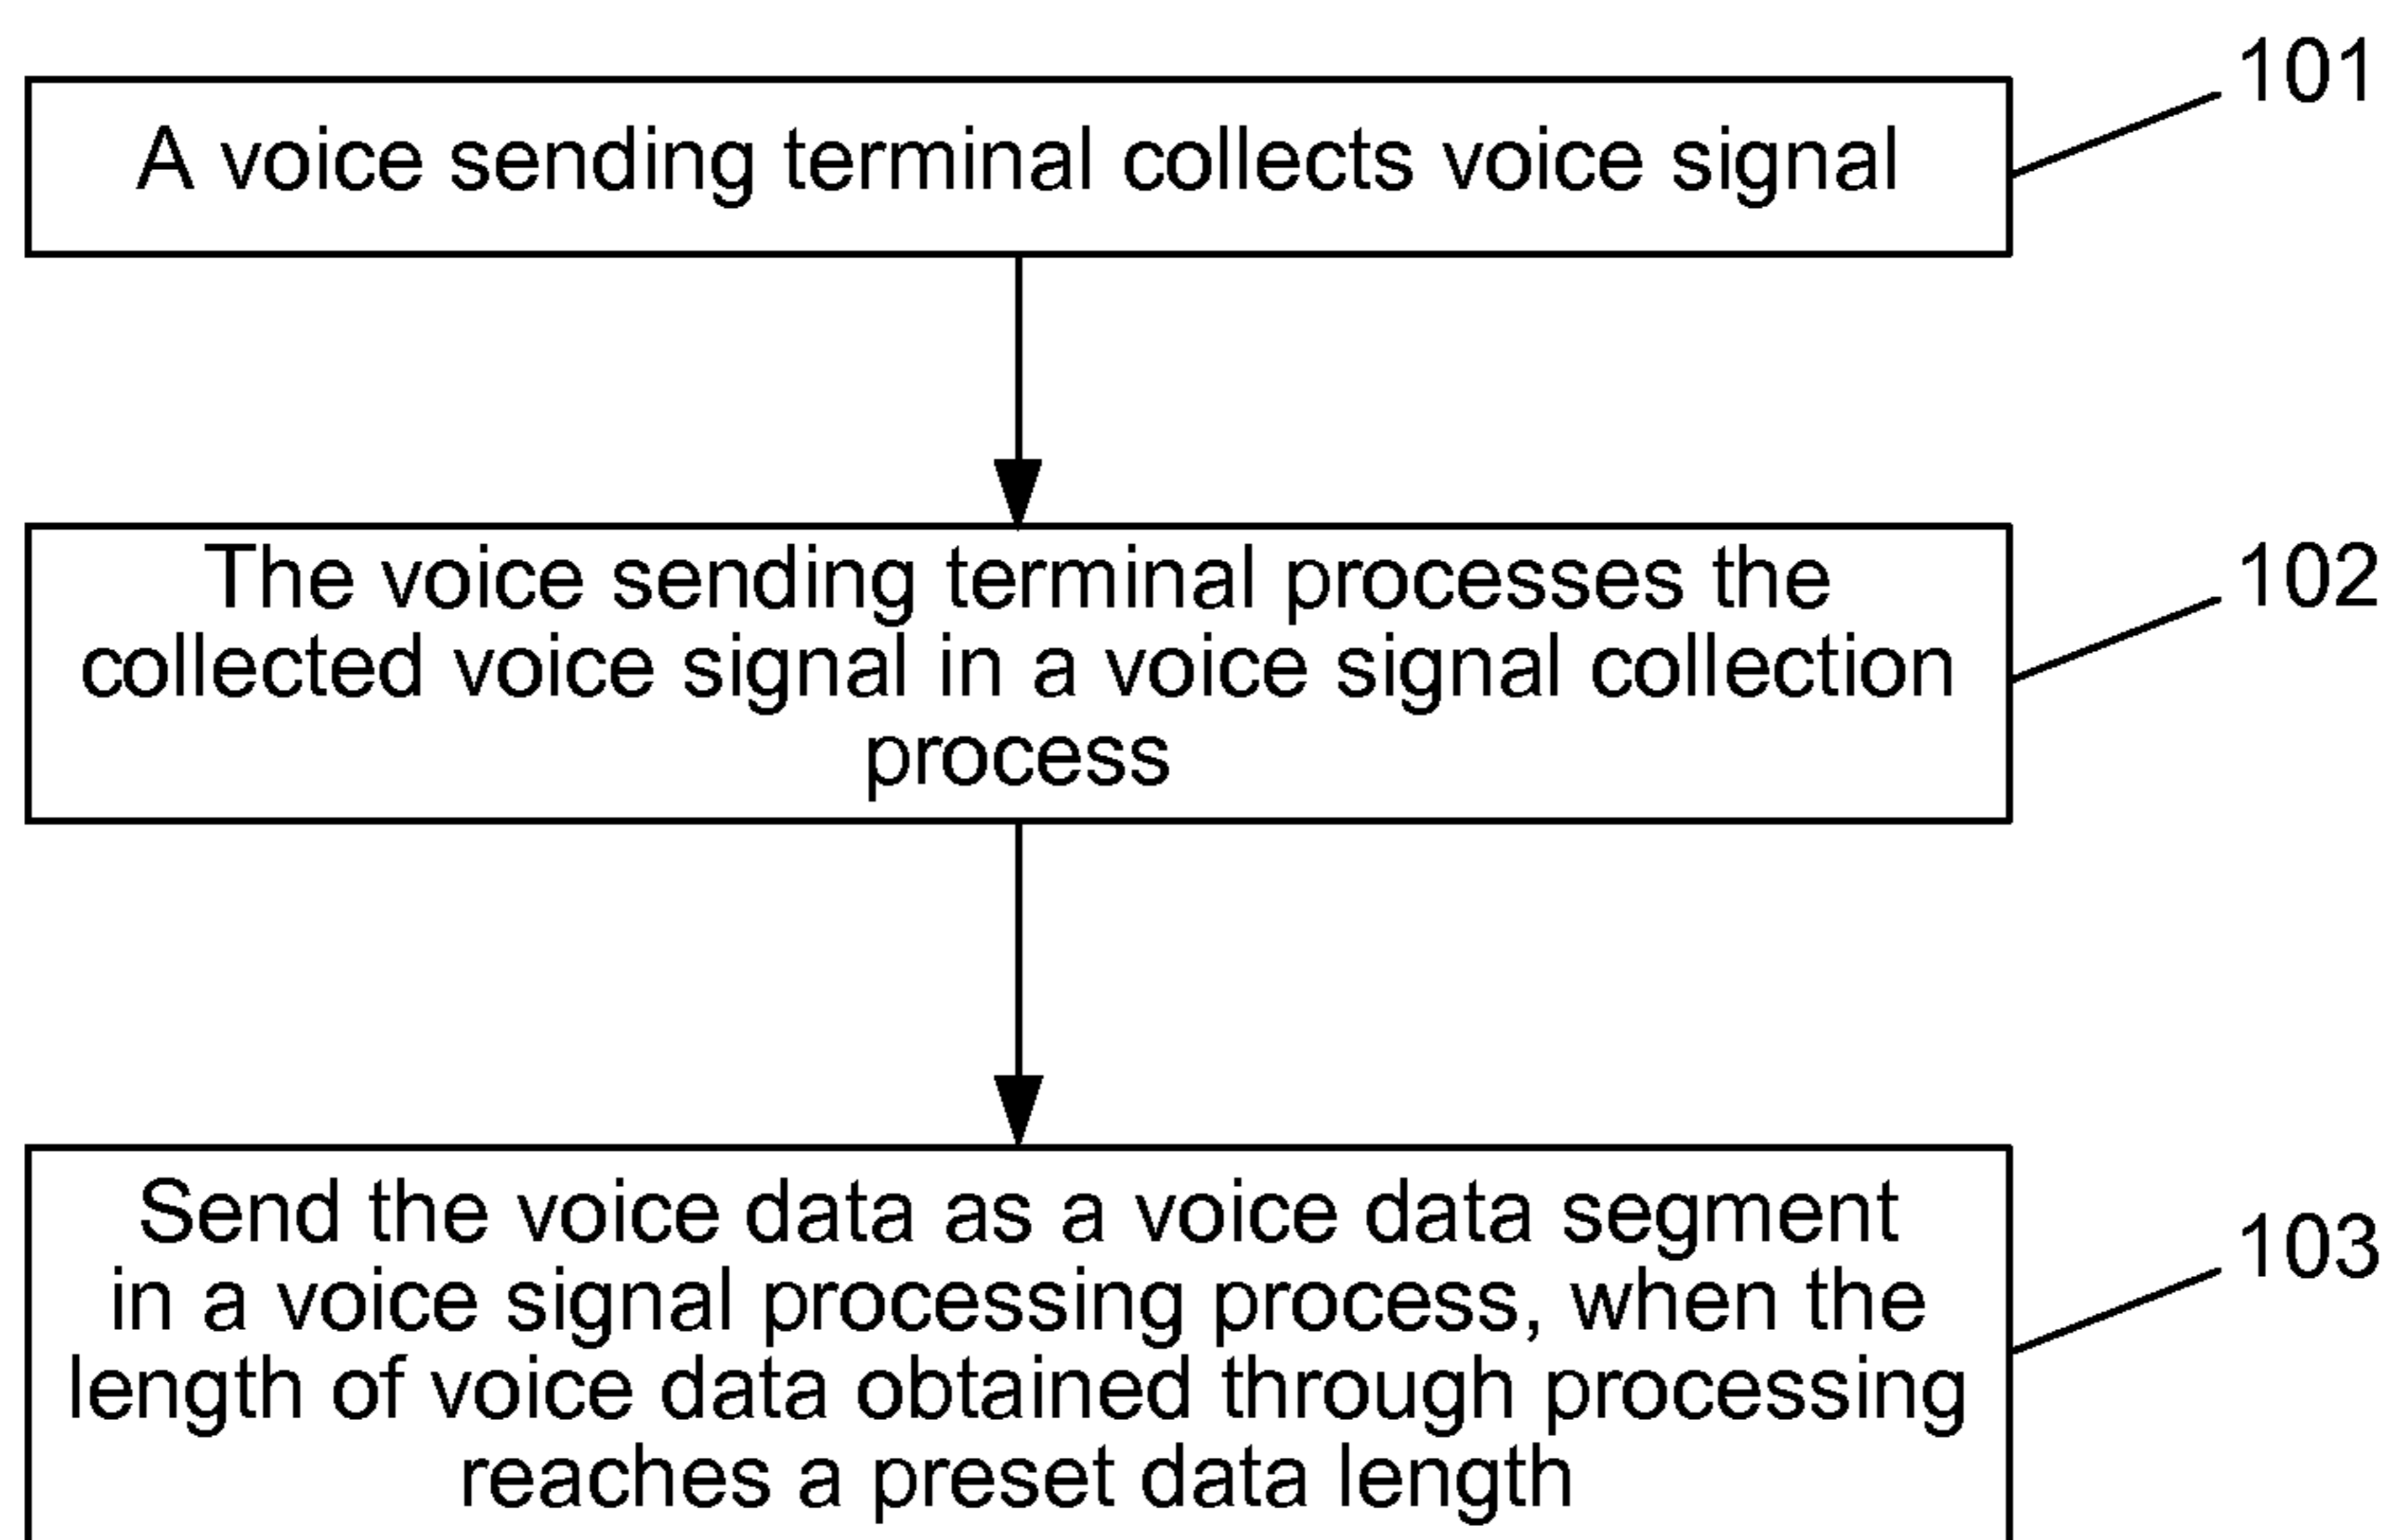 101
A voice sending terminal collects voice signal
102
The voice sending terminal processes the
collected voice signal in a voice signal collection
process
103
Send the voice data as a voice data segment
in a voice signal processing process, when the
length of voice data obtained through processing
reaches a preset data length